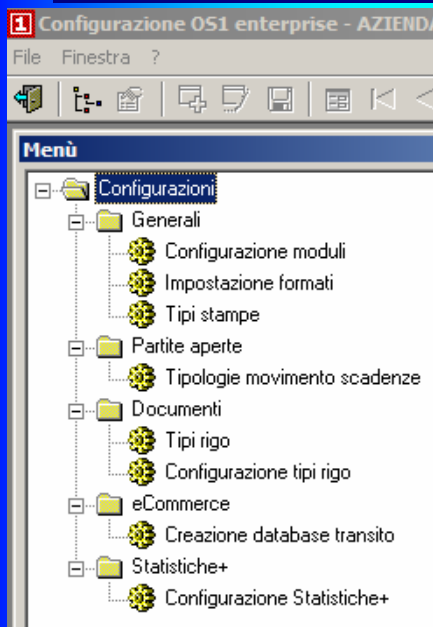 1 Configurazione OS1 enterprise - AZIENDA
File Finestra ?
Menù
Configurazioni
Generali
Configurazione moduli
Impostazione formati
Tipi stampe
Partite aperte
Tipologie movimento scadenze
Documenti
Tipi rigo
Configurazione tipi rigo
eCommerce
Creazione database transito
Statistiche+
Configurazione Statistiche+